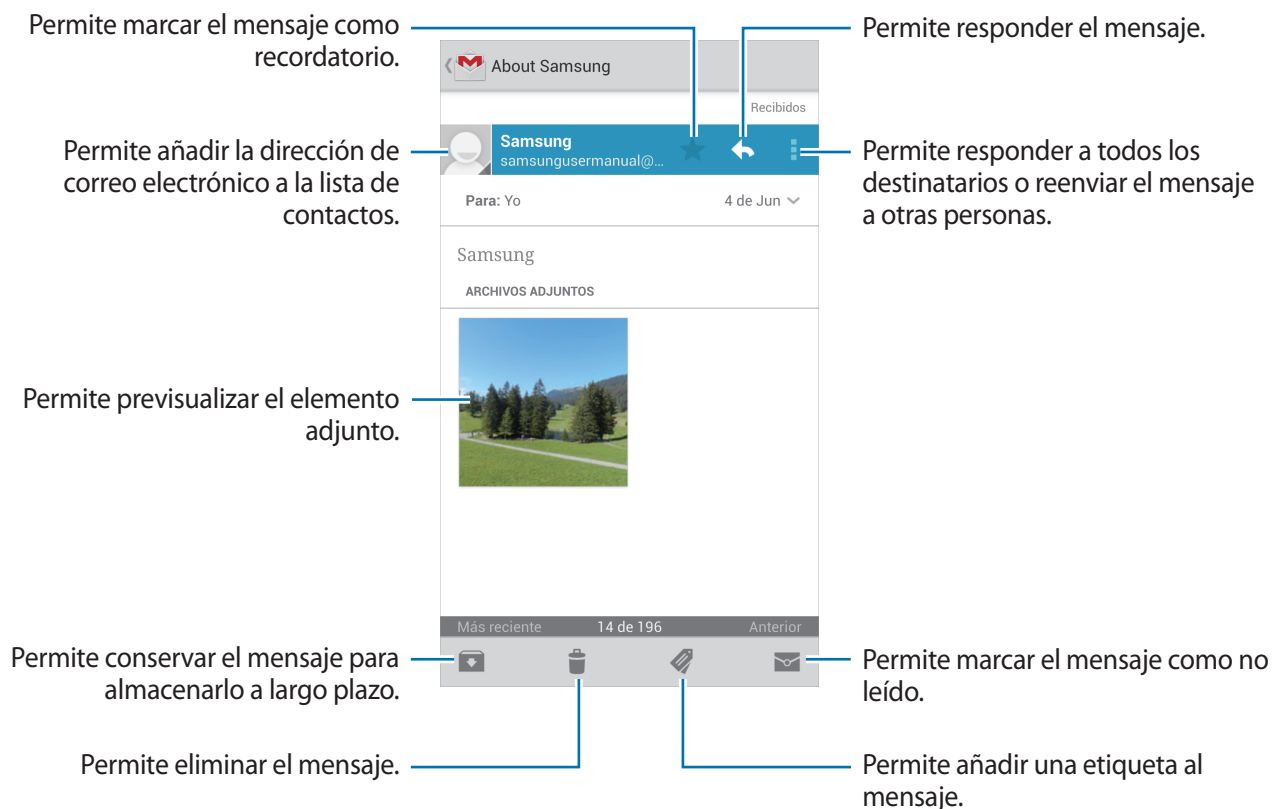 Permite marcar el mensaje como
recordatorio.
Permite responder el mensaje.
About Samsung
Recibidos
Permite añadir la dirección de
correo electrónico a la lista de
contactos.
Samsung
samsungusermanual@...
Permite responder a todos los
destinatarios o reenviar el mensaje
a otras personas.
Para: Yo
4 de Jun
Samsung
ARCHIVOS ADJUNTOS
Permite previsualizar el elemento
adjunto.
Más reciente
14 de 196
Anterior
Permite conservar el mensaje para
almacenarlo a largo plazo.
Permite marcar el mensaje como no
leído.
Permite eliminar el mensaje.
Permite añadir una etiqueta al
mensaje.